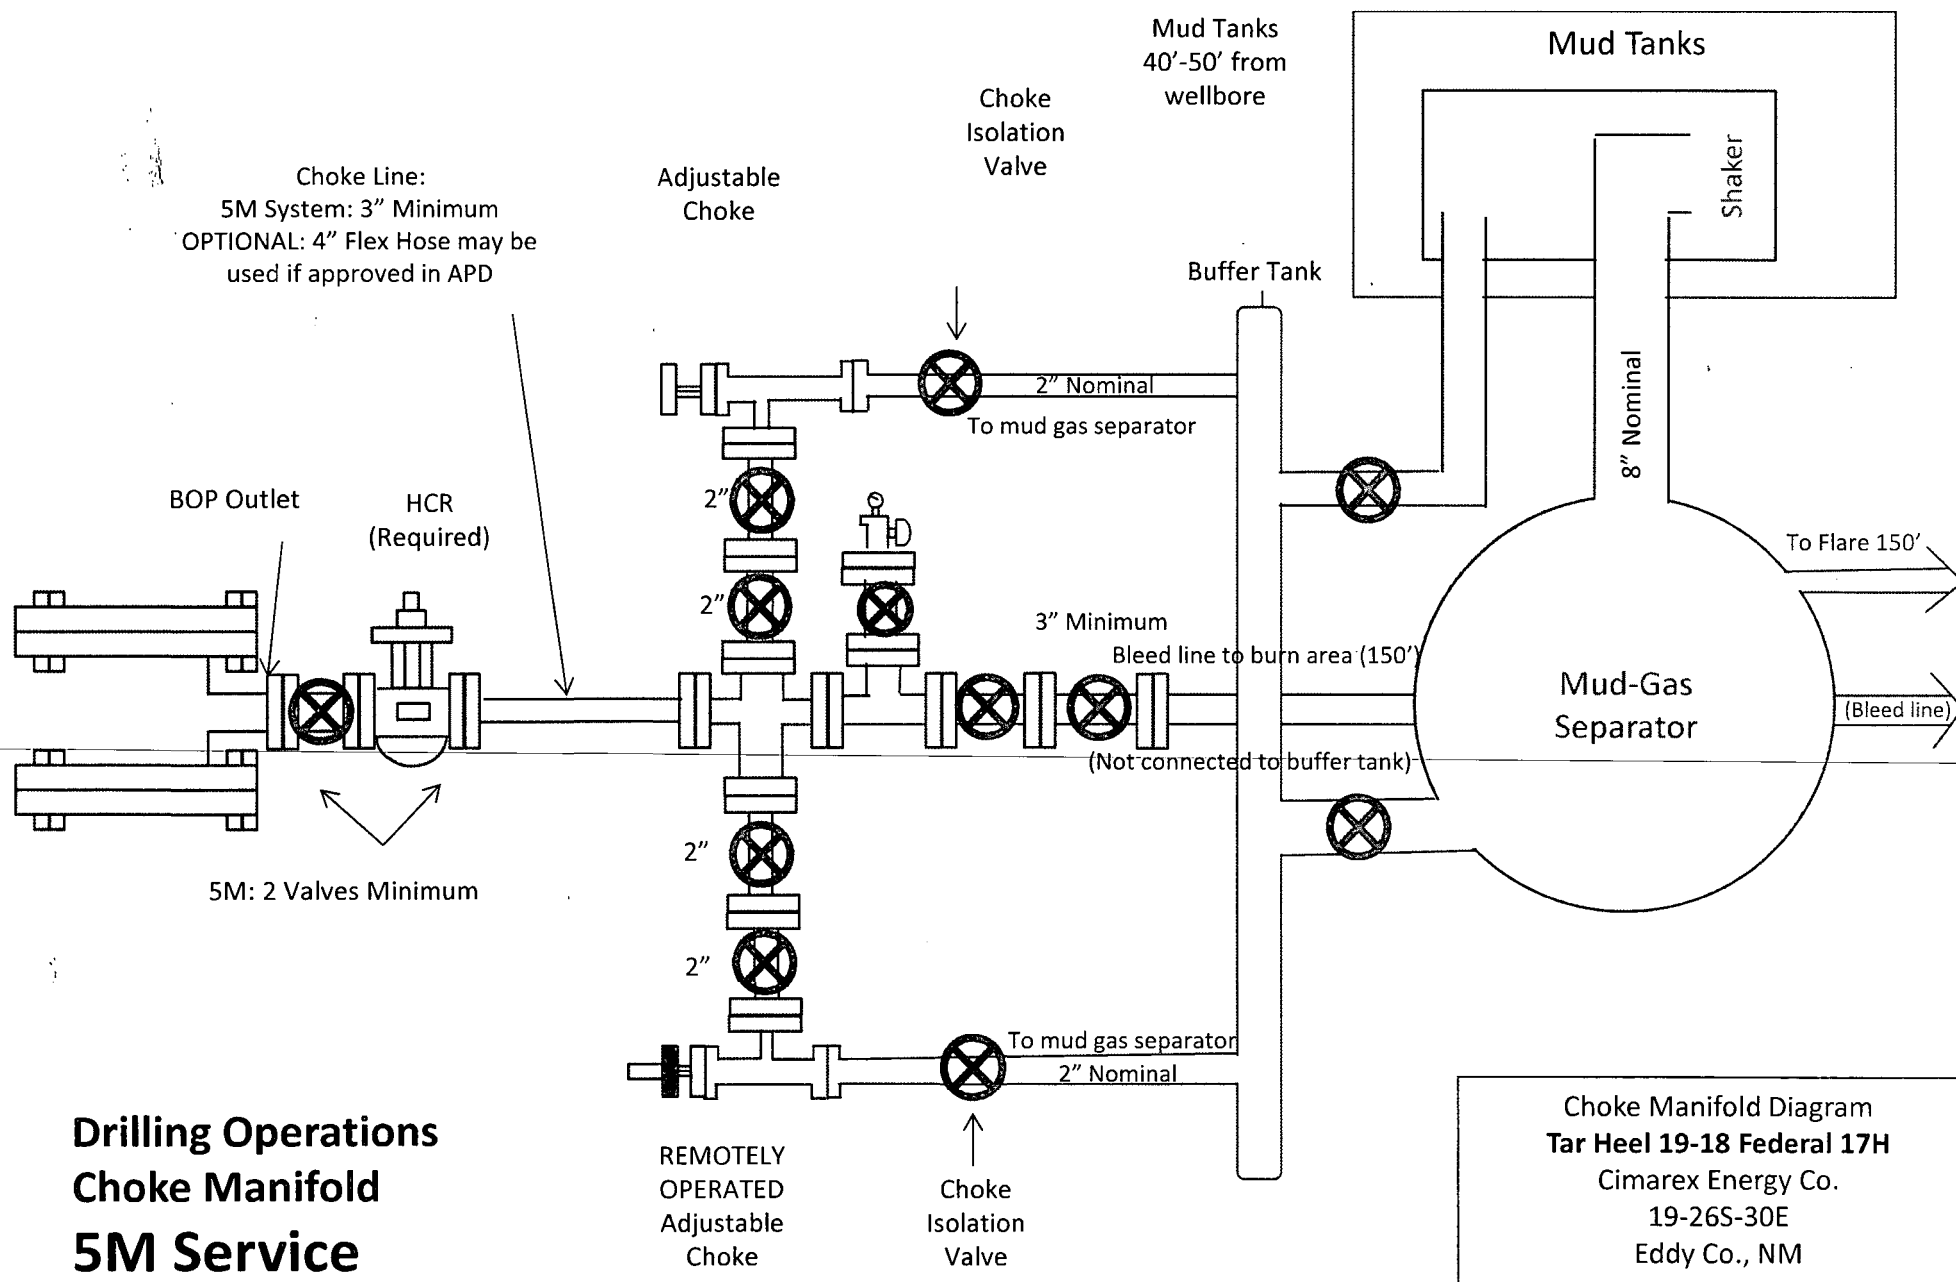 Mud Tanks
40’-50’ from
wellbore
Mud Tanks
Shaker
Choke
Isolation
Valve
Choke Line:
5M System: 3” Minimum
OPTIONAL: 4” Flex Hose may be
used if approved in APD
Adjustable
Choke
Buffer Tank
2” Nominal
To mud gas separator
8” Nominal
BOP Outlet
HCR
(Required)
2”
2”
To Flare 150’
3” Minimum
Bleed line to burn area (150’)
Mud-Gas
Separator
(Bleed line)
(Not connected to buffer tank)
5M: 2 Valves Minimum
2”
2”
To mud gas separator
2” Nominal
REMOTELY
OPERATED
Adjustable
Choke
Choke
Isolation
Valve
Drilling Operations
Choke Manifold
5M Service
Choke Manifold Diagram
Tar Heel 19-18 Federal 17H
Cimarex Energy Co.
19-26S-30E
Eddy Co., NM